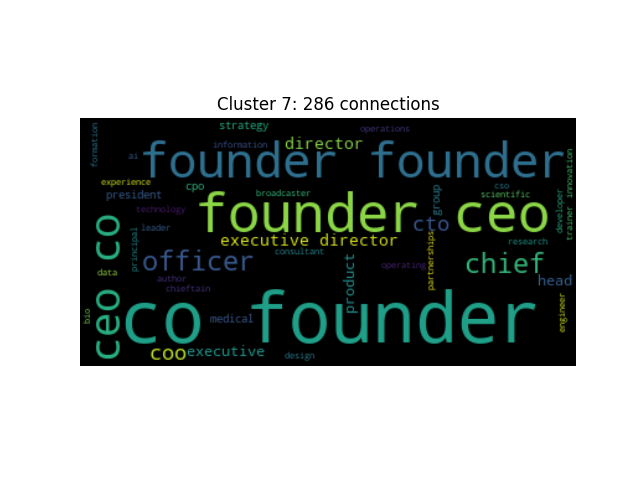 Cluster 7: 286 connections
strategy
operations
formation
information
director
ai
founder founder
experience
president
cpo
broadcaster
group
cso
scientific
innovation
developer
trainer
technology
founder ceo
co
leader
cto
executive director
principal
consultant
partnerships
research
officer
operating
chief
data
author
chieftain
product
head
ceo
bio
co founder
medical
engineer
coo
executive
design